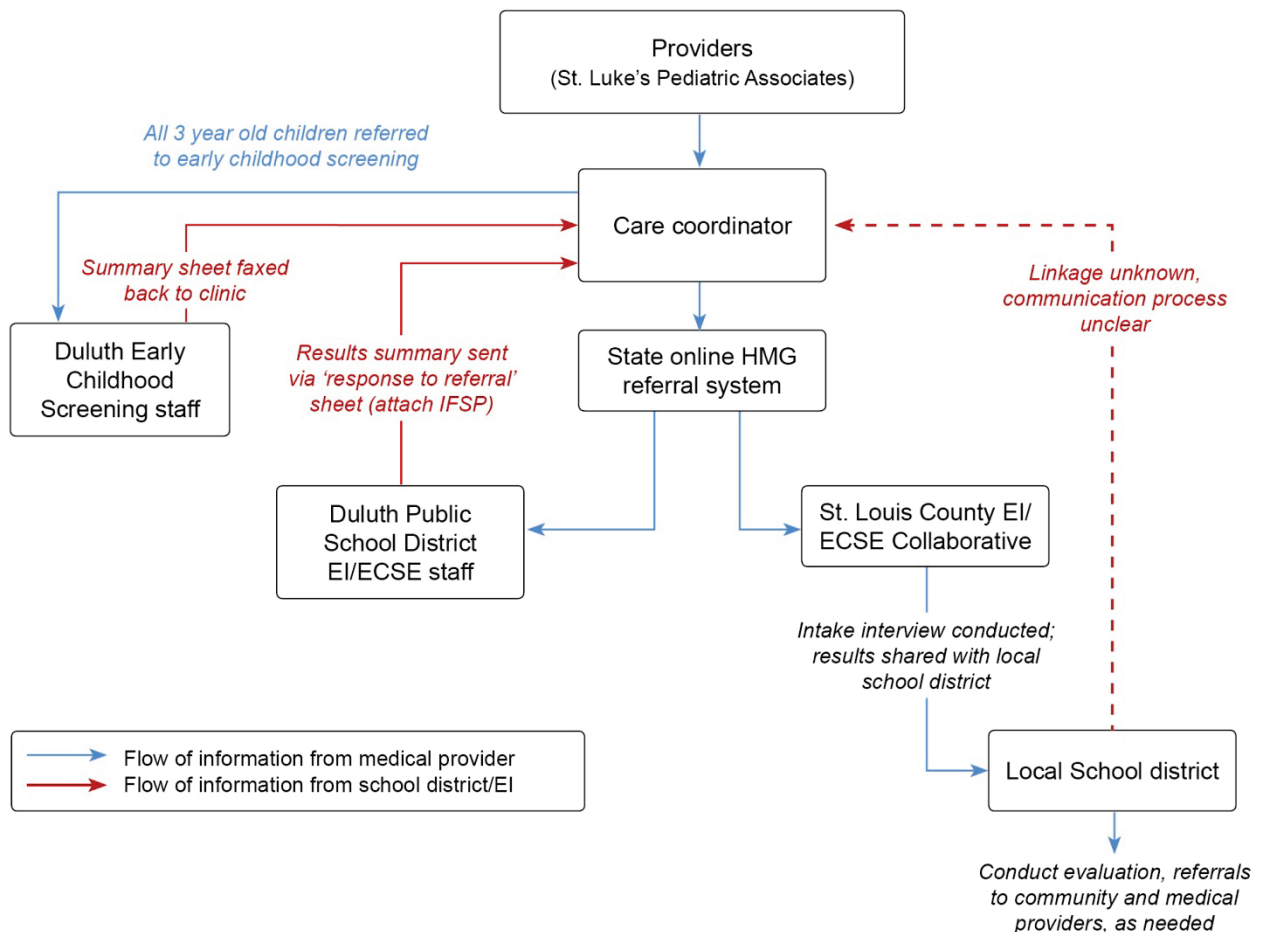 Providers
(St. Luke’s Pediatric Associates)
All 3 year old children referred
to early childhood screening
Care coordinator
Summary sheet faxed
back to clinic
Linkage unknown,
communication process
unclear
Duluth Early
Childhood
Screening staff
Results summary sent
via ‘response to referral’
sheet (attach IFSP)
State online HMG
referral system
Duluth Public
School District
EI/ECSE staff
St. Louis County EI/
ECSE Collaborative
Intake interview conducted;
results shared with local
school district
Flow of information from medical provider
Flow of information from school district/EI
Local School district
Conduct evaluation, referrals
to community and medical
providers, as needed